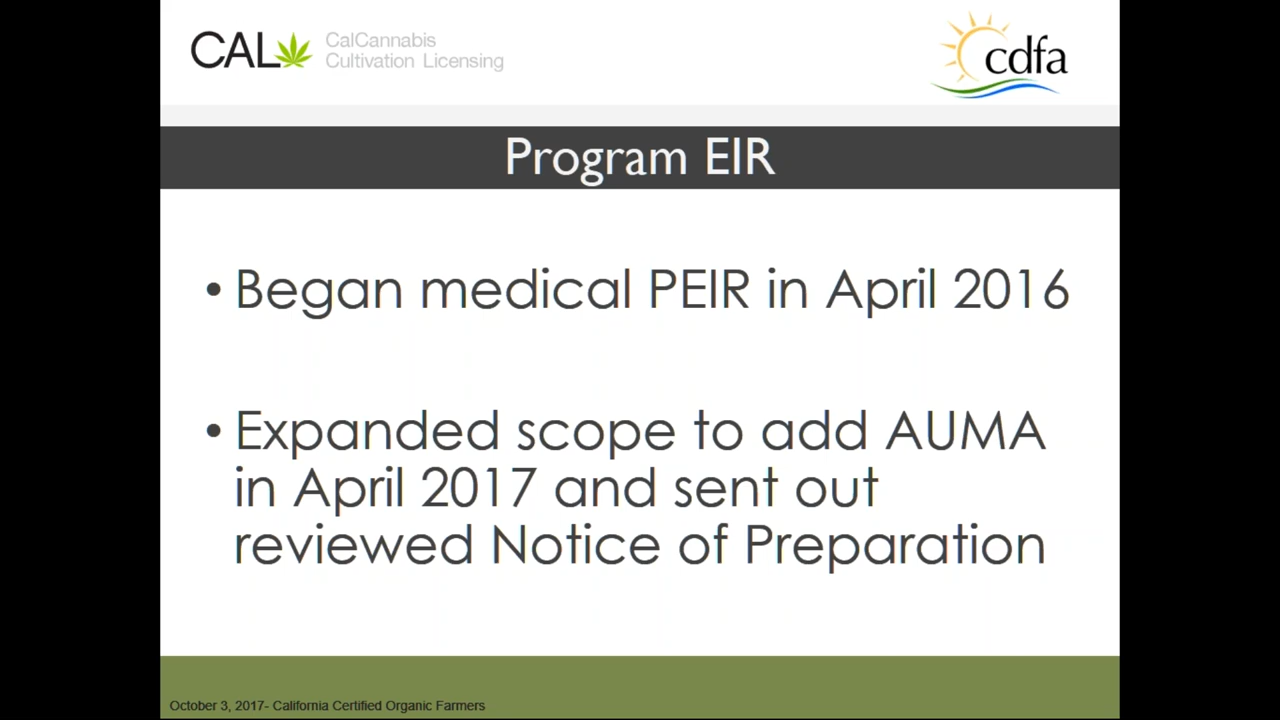 CAL CalCannabis
Cultivation Licensing
cdfa
Program EIR
• Began medical PEIR in April 2016
• Expanded scope to add AUMA
in April 2017 and sent out
reviewed Notice of Preparation
October 3, 2017- California Certified Organic Farmers